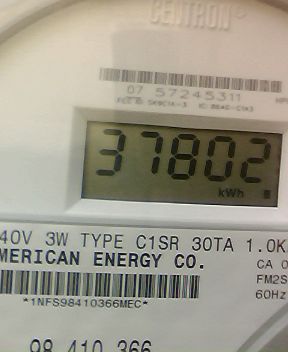 CENTRON®
07 57245311
37802
kWh
40V 3W TYPE C1SR 30TA 1.0K
MERICAN ENERGY CO.
CA 0
FM2S
60Hz
*1NFS98410366MEC*
98 410 366